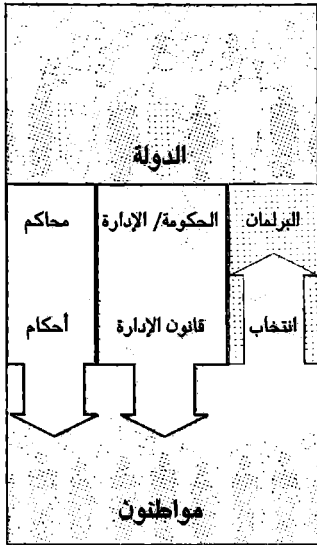 الدولة
البرلمان
الحكومة/ الإدارة
محاكم
انتخاب
قانون الإدارة
أحكام
مواطنون